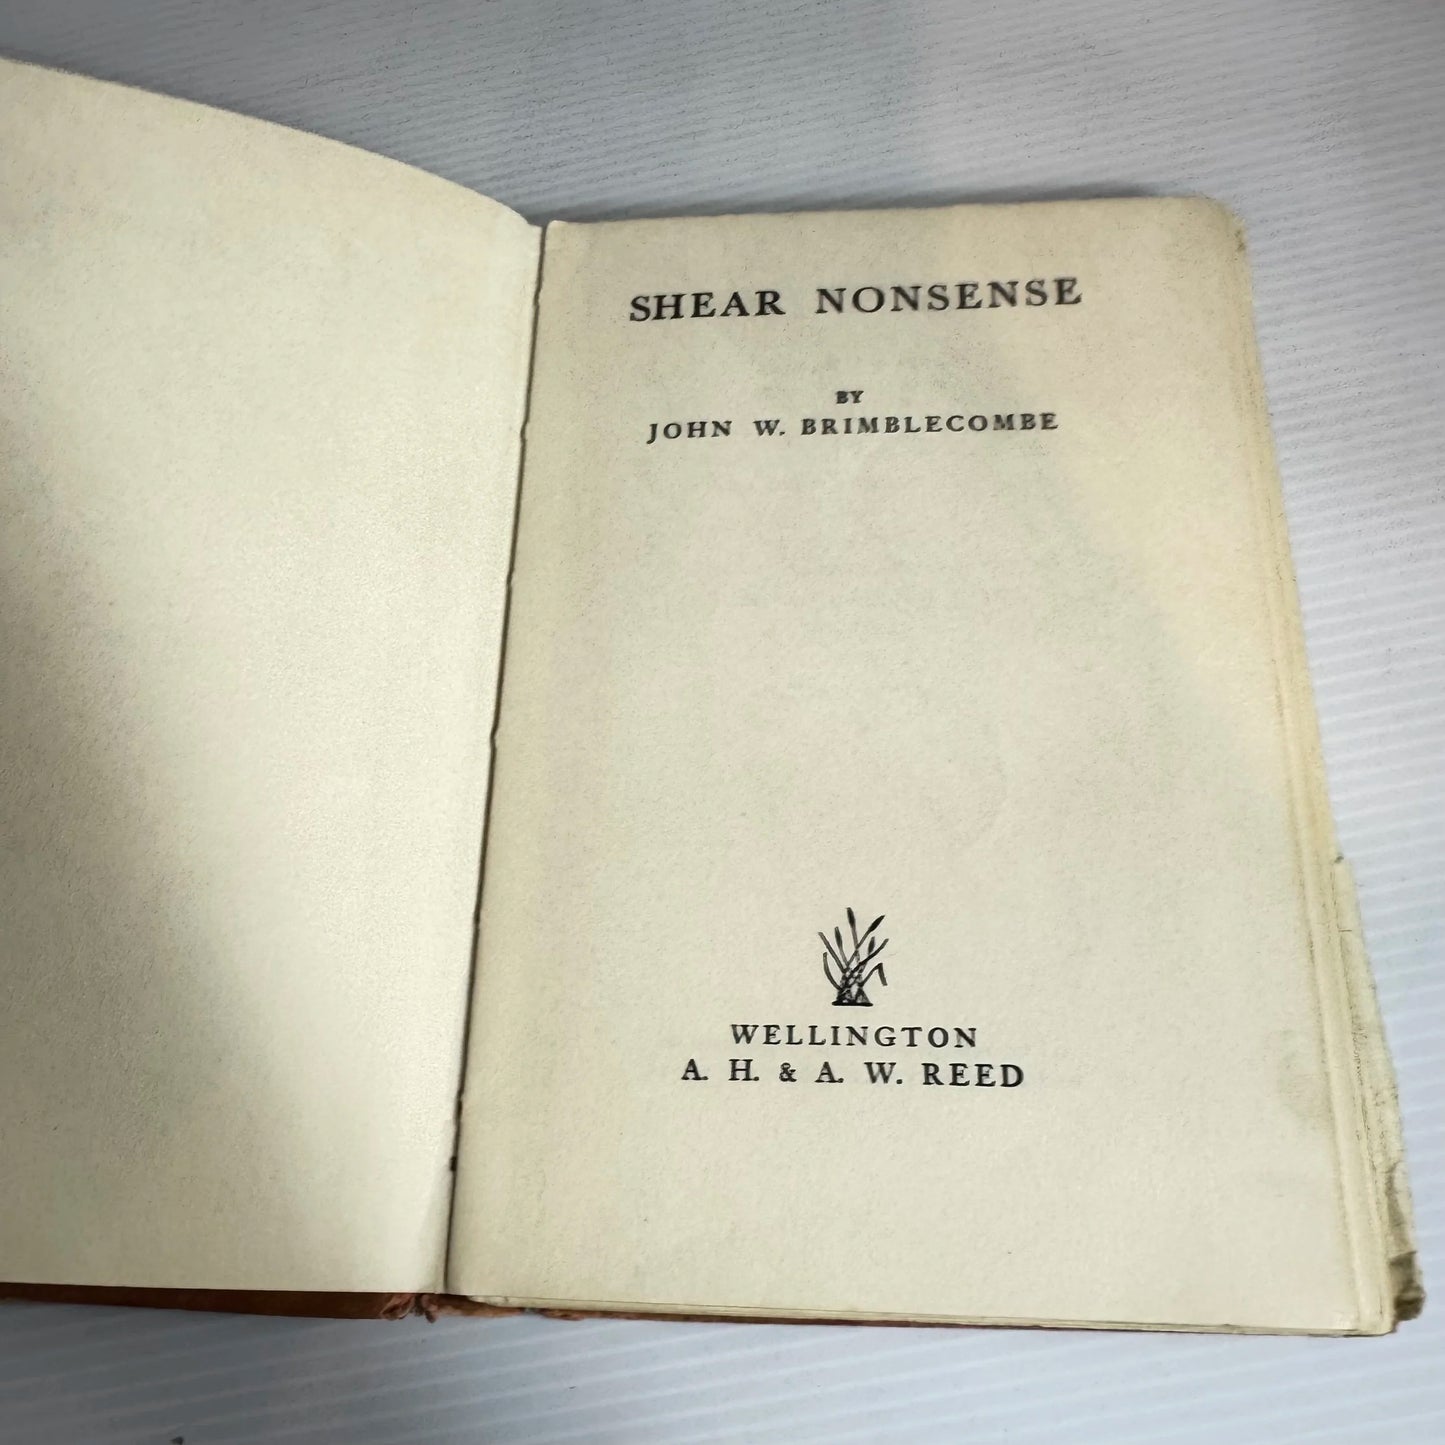 SHEAR NONSENSE
BY
JOHN W. BRIMBLECOMBE
WELLINGTON
A. H. & A. W. REED